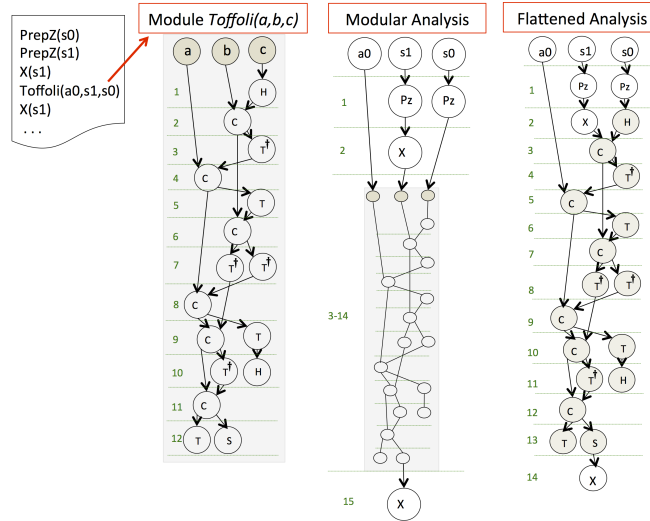 PrepZ(s0)
PrepZ(s1)
X(s1)
Toffoli(a0,s1,s0)
X(s1)
. . .
Module Toffoli(a,b,c)
a b c
1 H
2 C
3 T†
4 C
5 T
6 C
7 T† T†
8 C
9 C T
10 T† H
11 C
12 T S
Modular Analysis
a0 s1 s0
1 Pz Pz
2 X
3-14
15 X
Flattened Analysis
a0 s1 s0
1 Pz Pz
2 X H
3 C
4 T†
5 C
6 T
7 C
8 T† T†
9 C
10 C T
11 T† H
12 C
13 T S
14 X